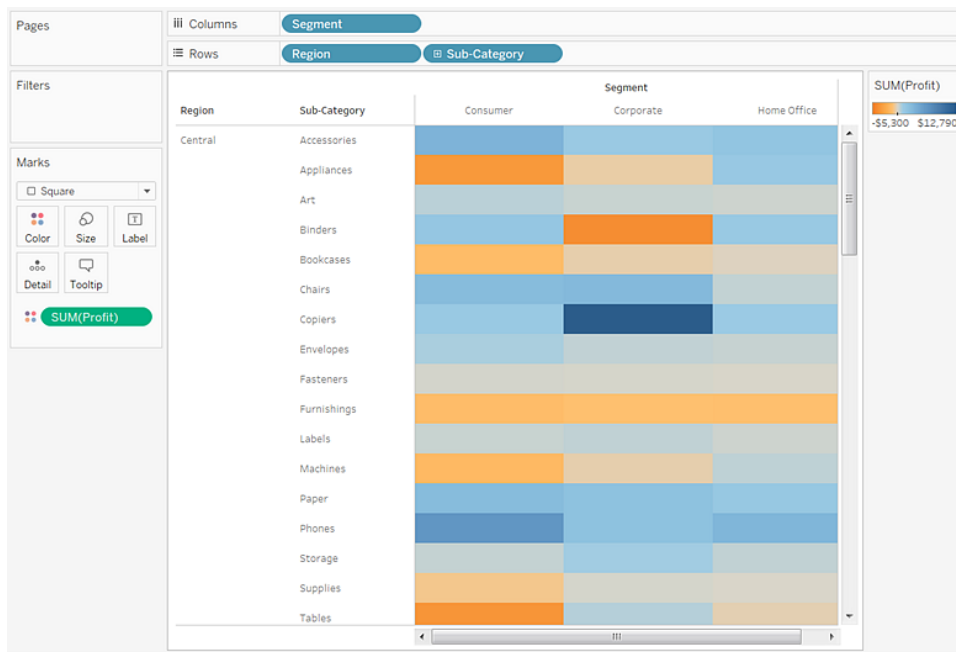 Pages
Columns
Segment
Rows
Region
Sub-Category
Filters
Marks
Square
Color
Size
Label
Detail
Tooltip
SUM(Profit)
Segment
Region
Sub-Category
Consumer
Corporate
Home Office
Central
Accessories
Appliances
Art
Binders
Bookcases
Chairs
Copiers
Envelopes
Fasteners
Furnishings
Labels
Machines
Paper
Phones
Storage
Supplies
Tables
SUM(Profit)
-$5,300 $12,790